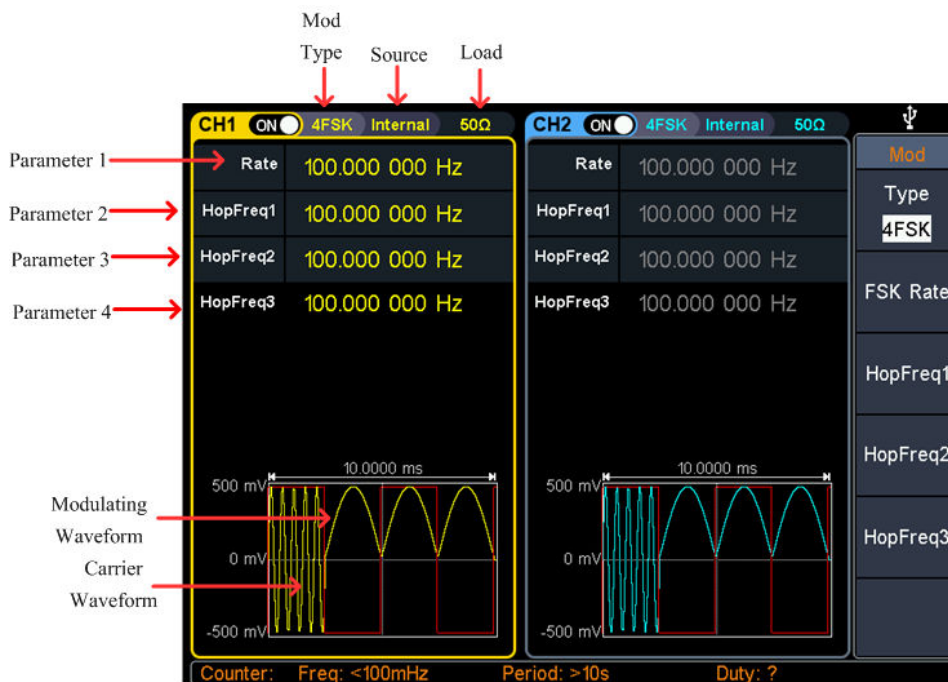 Mod
Type
Source
Load
CH1 ON 4FSK Internal 50Ω
CH2 ON 4FSK Internal 50Ω
Parameter 1
Rate 100.000 000 Hz
Rate 100.000 000 Hz
Parameter 2
HopFreq1 100.000 000 Hz
HopFreq1 100.000 000 Hz
Parameter 3
HopFreq2 100.000 000 Hz
HopFreq2 100.000 000 Hz
Parameter 4
HopFreq3 100.000 000 Hz
HopFreq3 100.000 000 Hz
Mod
Type
4FSK
FSK Rate
HopFreq1
HopFreq2
HopFreq3
10.0000 ms
500 mV
0 mV
-500 mV
10.0000 ms
500 mV
0 mV
-500 mV
Modulating
Waveform
Carrier
Waveform
Counter: Freq: <100mHz Period: >10s Duty: ?